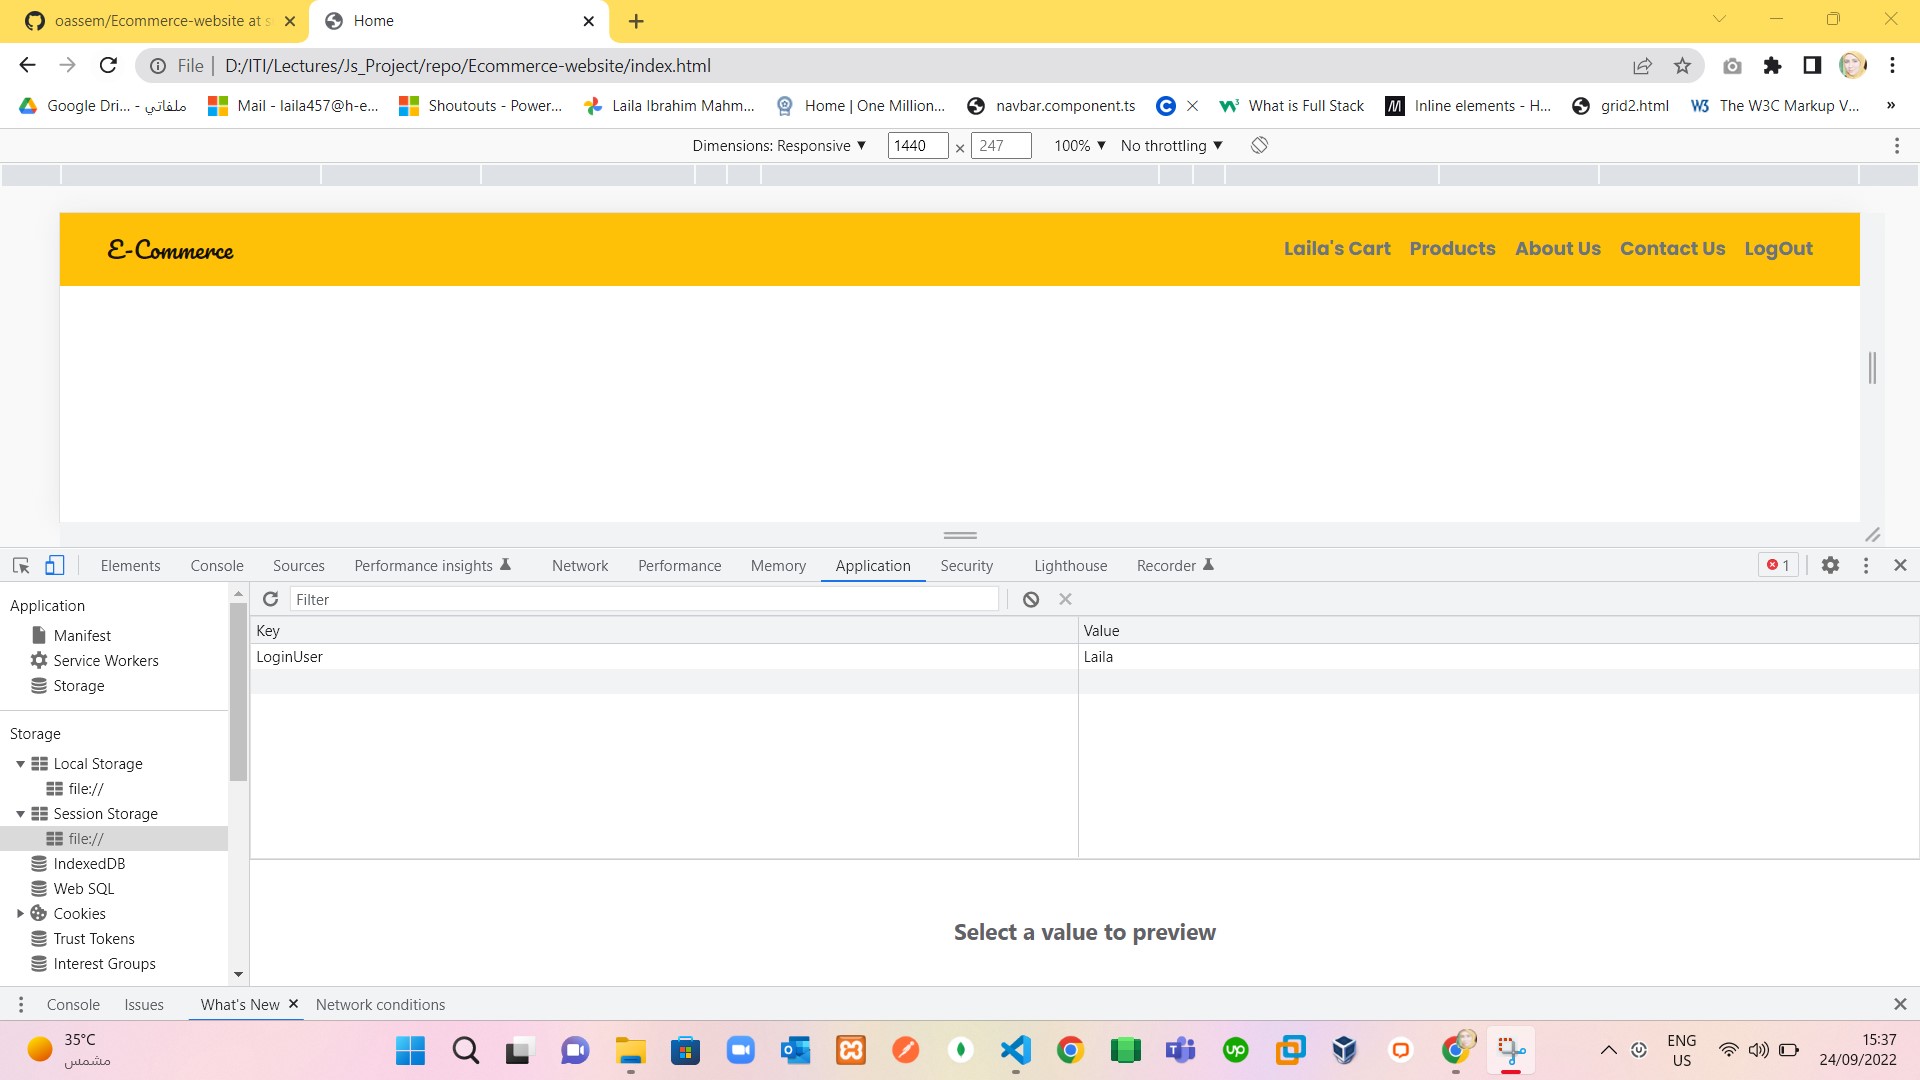 oassem/Ecommerce-website at s
Home
File
D:/ITI/Lectures/Js_Project/repo/Ecommerce-website/index.html
Google Dri... - ملفاتي
Mail - laila457@h-e...
Shoutouts - Power...
Laila Ibrahim Mahm...
Home | One Million...
navbar.component.ts
What is Full Stack
Inline elements - H...
grid2.html
The W3C Markup V...
»
Dimensions: Responsive ▼
1440 × 247
100% ▼
No throttling ▼
E-Commerce
Laila's Cart
Products
About Us
Contact Us
LogOut
Elements
Console
Sources
Performance insights
Network
Performance
Memory
Application
Security
Lighthouse
Recorder
1
Application
Manifest
Service Workers
Storage
Storage
Local Storage
file://
Session Storage
file://
IndexedDB
Web SQL
Cookies
Trust Tokens
Interest Groups
Filter
Key
Value
LoginUser
Laila
Select a value to preview
Console
Issues
What's New
Network conditions
35°C
مشمس
ENG
US
15:37
24/09/2022